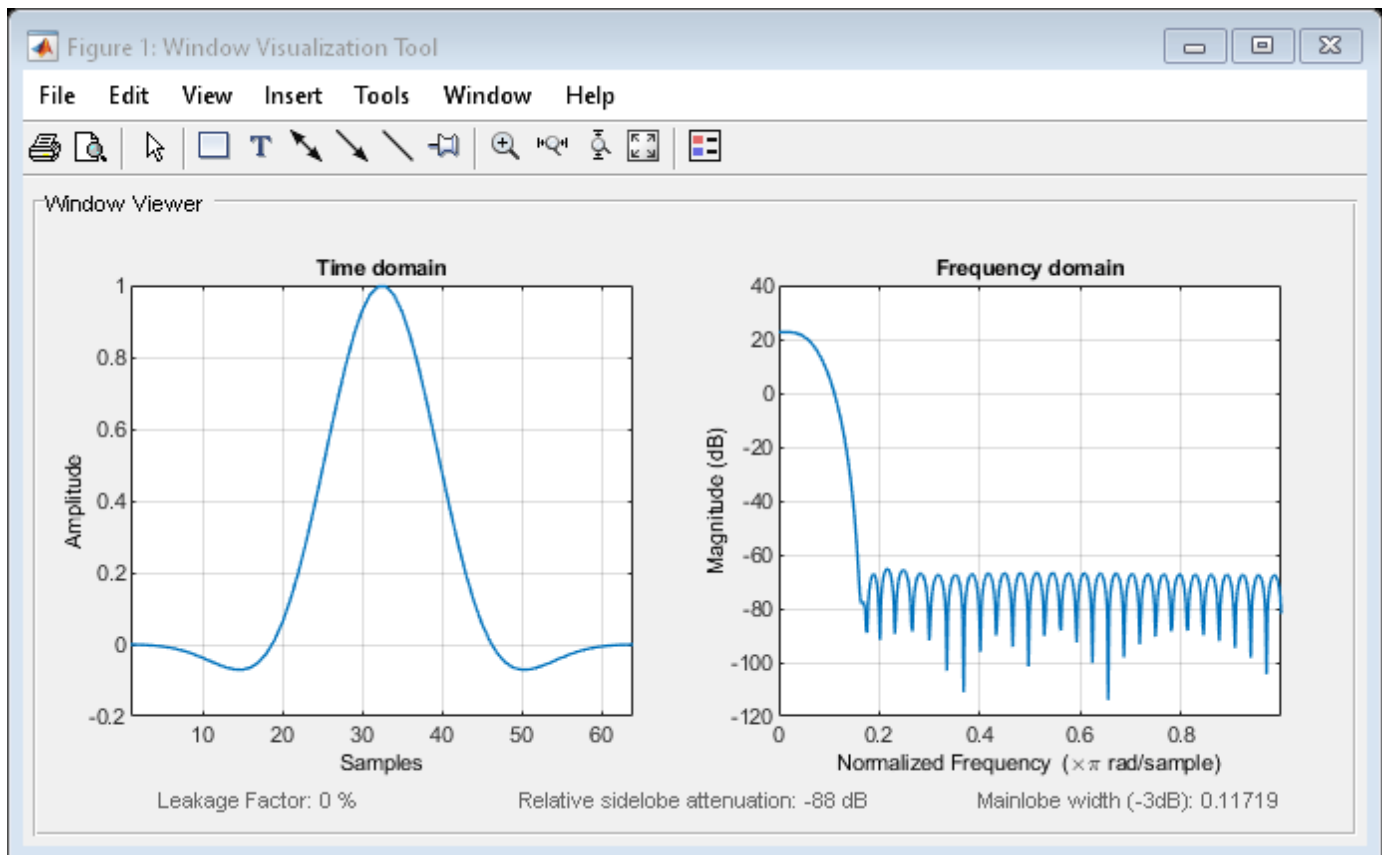 Figure 1: Window Visualization Tool
File Edit View Insert Tools Window Help
T
Window Viewer
Time domain
1
0.8
0.6
0.4
0.2
0
-0.2
Amplitude
10 20 30 40 50 60
Samples
Frequency domain
40
20
0
-20
-40
-60
-80
-100
-120
Magnitude (dB)
0 0.2 0.4 0.6 0.8
Normalized Frequency (×π rad/sample)
Leakage Factor: 0 %
Relative sidelobe attenuation: -88 dB
Mainlobe width (-3dB): 0.11719